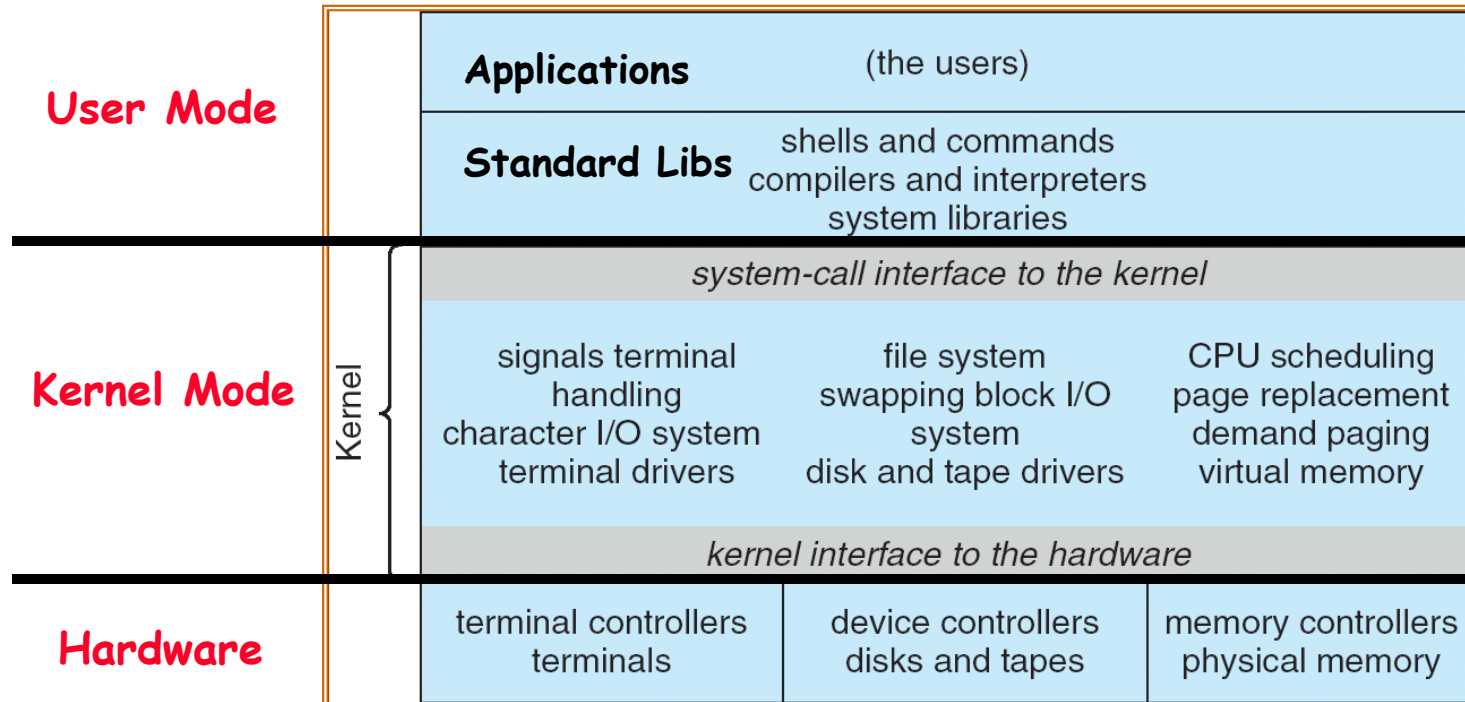 User Mode
Applications
(the users)
Standard Libs
shells and commands
compilers and interpreters
system libraries
Kernel Mode
Kernel
system-call interface to the kernel
signals terminal
handling
character I/O system
terminal drivers
file system
swapping block I/O
system
disk and tape drivers
CPU scheduling
page replacement
demand paging
virtual memory
kernel interface to the hardware
Hardware
terminal controllers
terminals
device controllers
disks and tapes
memory controllers
physical memory